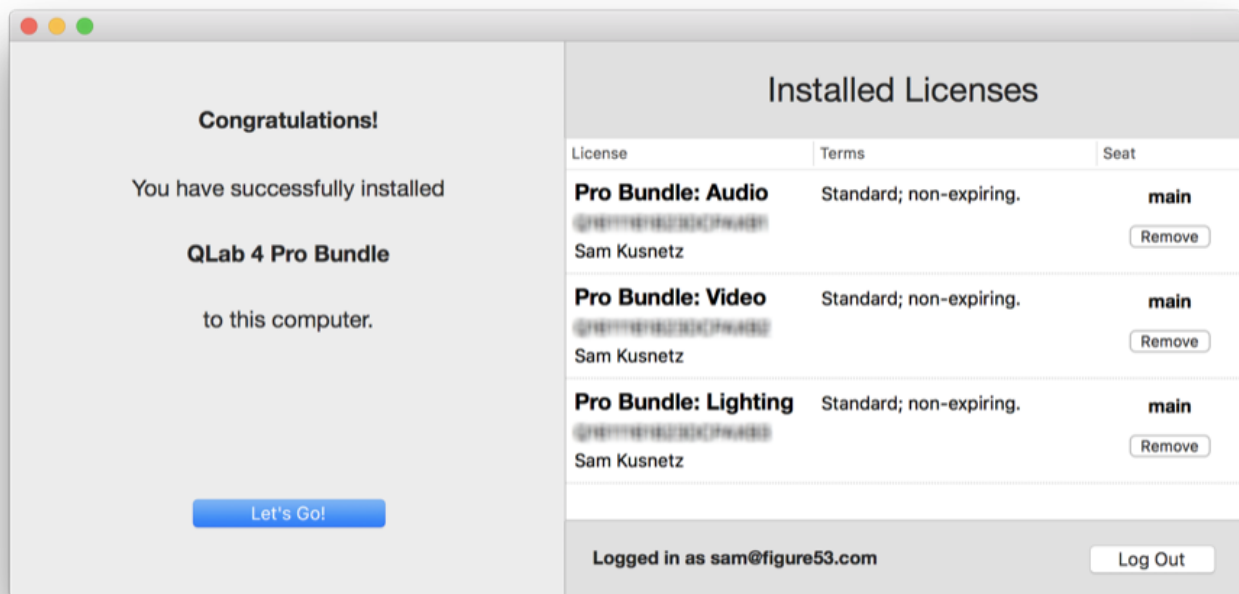 Congratulations!
You have successfully installed
QLab 4 Pro Bundle
to this computer.
Let's Go!
Installed Licenses
License Terms Seat
Pro Bundle: Audio Standard; non-expiring. main
Remove
Sam Kusnetz
Pro Bundle: Video Standard; non-expiring. main
Remove
Sam Kusnetz
Pro Bundle: Lighting Standard; non-expiring. main
Remove
Sam Kusnetz
Logged in as sam@figure53.com Log Out